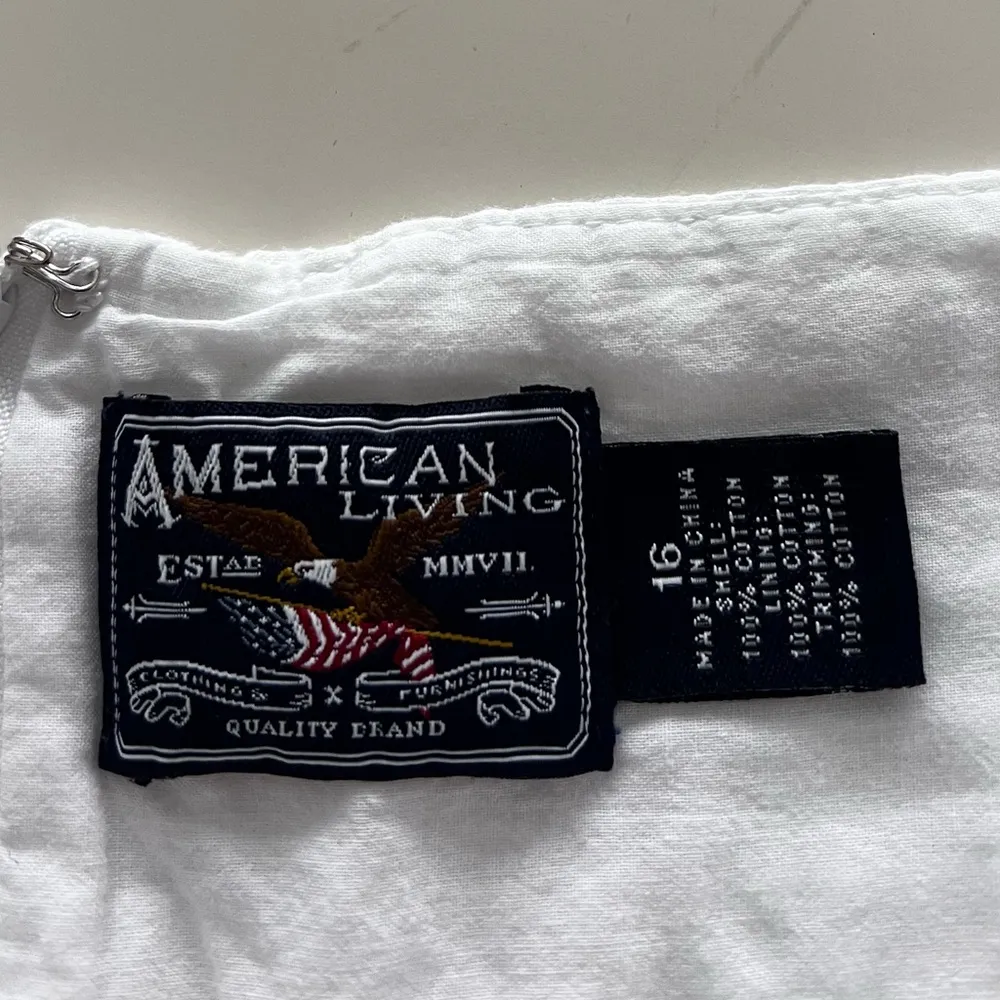 AMERICAN
LIVING
ESTAD MMVII.
CLOTHING & X FURNISHINGS
QUALITY BRAND
16
MADE IN CHINA
SHELL:
100% COTTON
LINING:
100% COTTON
TRIMMING:
100% COTTON